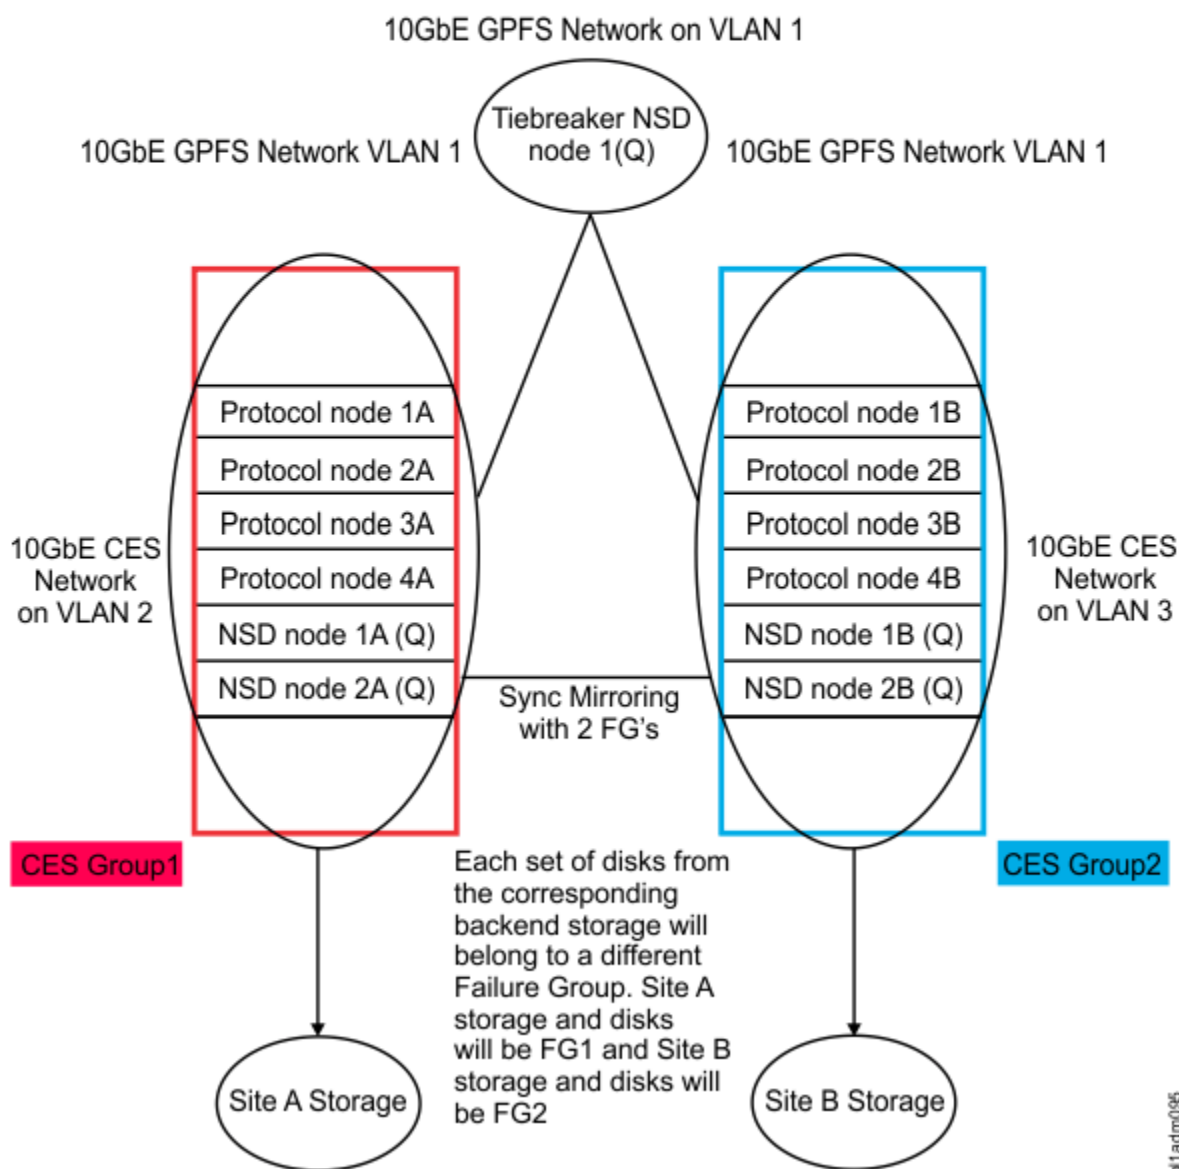 10GbE GPFS Network on VLAN 1
Tiebreaker NSD
node 1(Q)
10GbE GPFS Network VLAN 1
10GbE GPFS Network VLAN 1
Protocol node 1A
Protocol node 2A
Protocol node 3A
Protocol node 4A
NSD node 1A (Q)
NSD node 2A (Q)
Protocol node 1B
Protocol node 2B
Protocol node 3B
Protocol node 4B
NSD node 1B (Q)
NSD node 2B (Q)
10GbE CES
Network
on VLAN 2
10GbE CES
Network
on VLAN 3
Sync Mirroring
with 2 FG's
CES Group1
CES Group2
Each set of disks from
the corresponding
backend storage will
belong to a different
Failure Group. Site A
storage and disks
will be FG1 and Site B
storage and disks will
be FG2
Site A Storage
Site B Storage